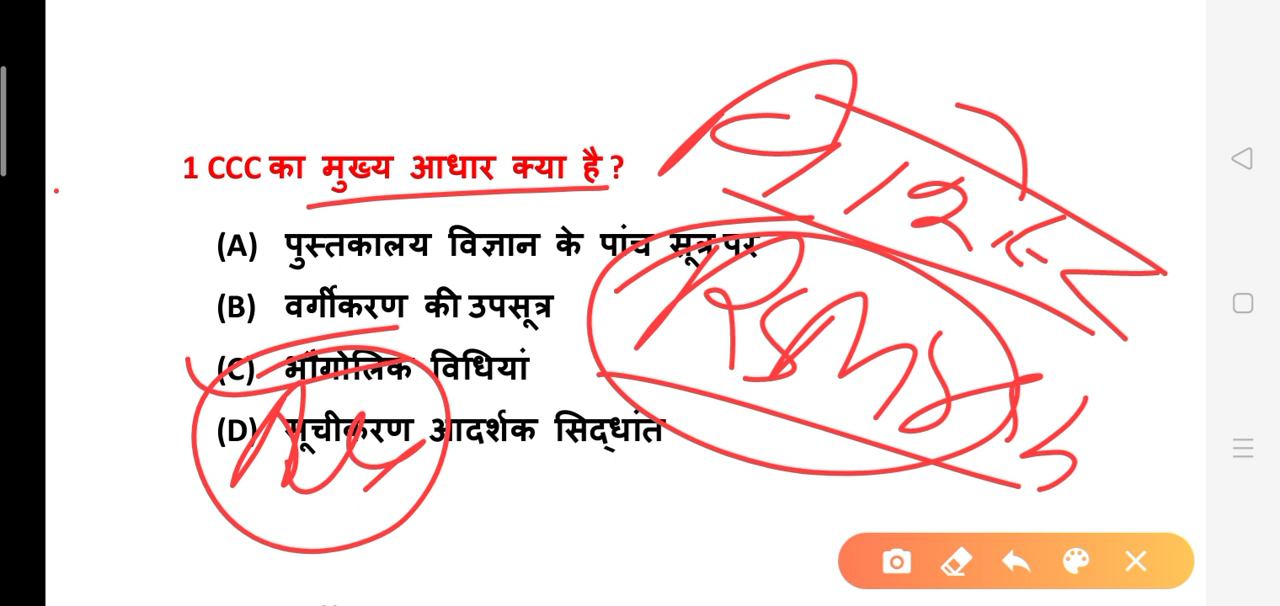 1 CCC का मुख्य आधार क्या है ?
(A) पुस्तकालय विज्ञान के पांच सूत्र पर
(B) वर्गीकरण की उपसूत्र
(C) भौगोलिक विधियां
(D) सूचीकरण आदर्शक सिद्धांत